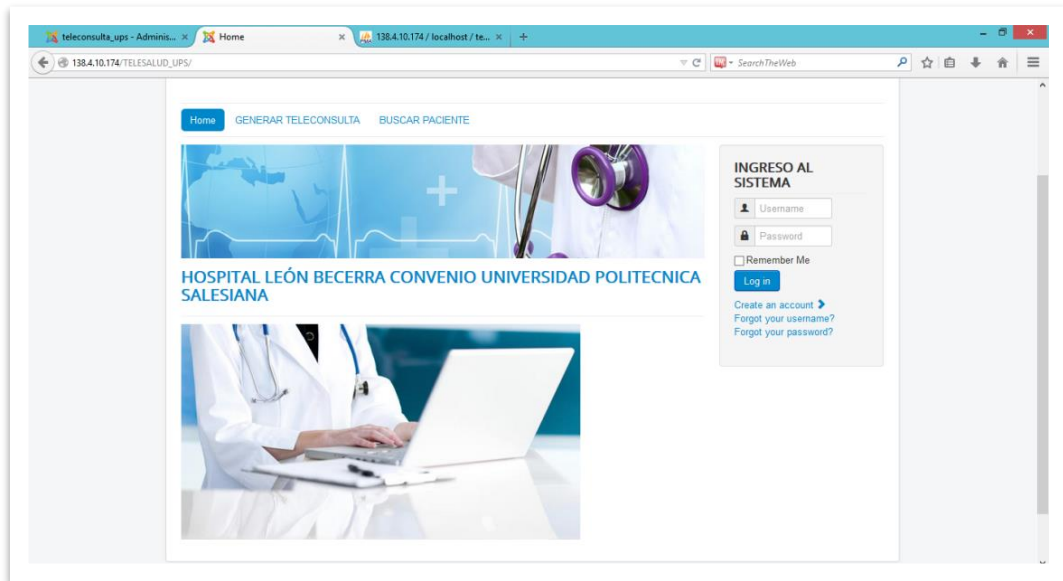 teleconsulta_ups - Adminis...
Home
138.4.10.174 / localhost / te...
138.4.10.174/TELESALUD_UPS/
SearchTheWeb
Home GENERAR TELECONSULTA BUSCAR PACIENTE
HOSPITAL LEÓN BECERRA CONVENIO UNIVERSIDAD POLITECNICA
SALESIANA
INGRESO AL
SISTEMA
Username
Password
Remember Me
Log in
Create an account
Forgot your username?
Forgot your password?